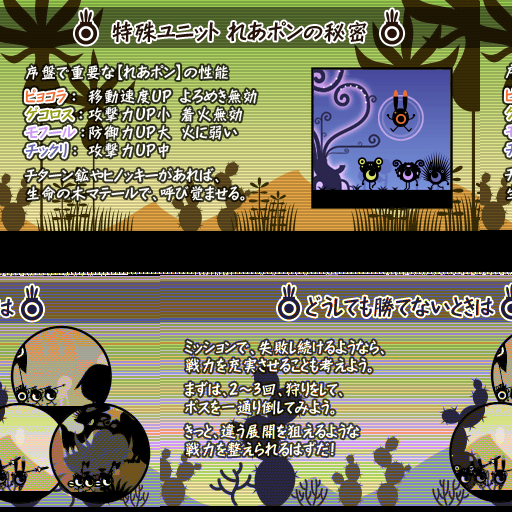 特殊ユニット れあポンの秘密
序盤で重要な【れあポン】の性能
ピョコラ： 移動速度UP よろめき無効
ゲコロス： 攻撃力UP小 着火無効
モフール： 防御力UP大 火に弱い
チックリ： 攻撃力UP中
チターン鉱やヒノッキーがあれば、
生命の木マテールで、呼び覚ませる。
は
どうしても勝てないときは
ミッションで、失敗し続けるようなら、
戦力を充実させることも考えよう。
まずは、2～3回、狩りをして、
ボスを一通り倒してみよう。
きっと、違う展開を狙えるような
戦力を整えられるはずだ！